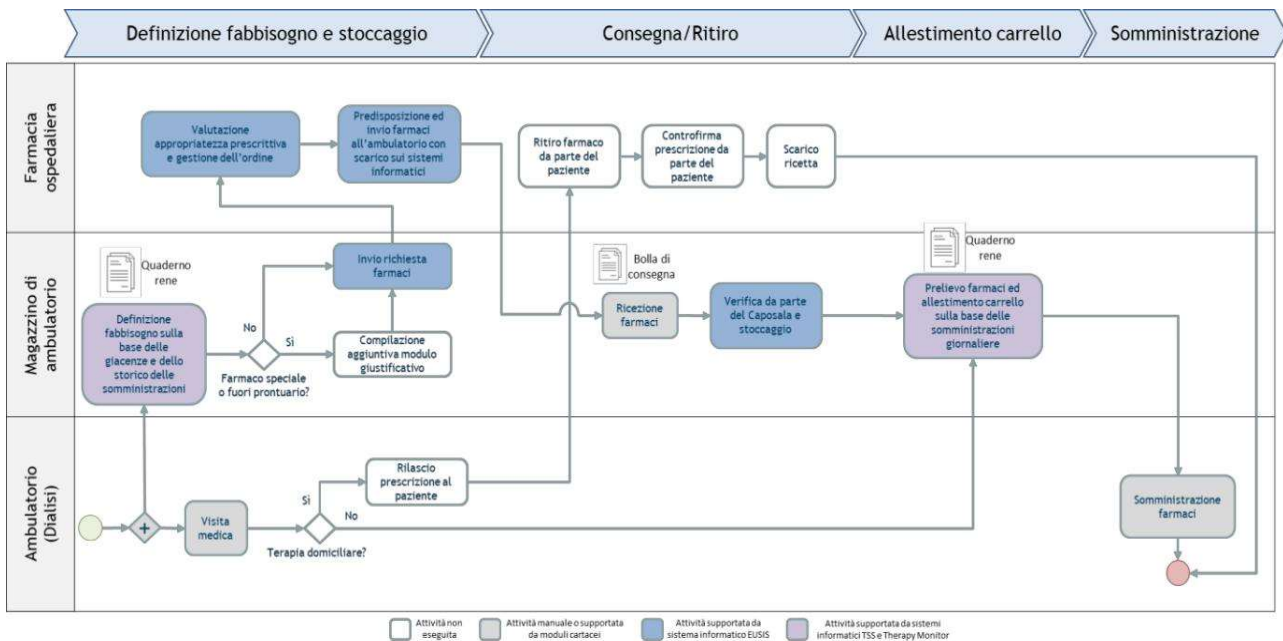 Definizione fabbisogno e stoccaggio
Consegna/Ritiro
Allestimento carrello
Somministrazione
Farmacia
ospedaliera
Valutazione
appropriatezza prescrittiva
e gestione dell'ordine
Predisposizione ed
invio farmaci
all'ambulatorio con
scarico sui sistemi
informatici
Ritiro farmaco
da parte del
paziente
Controfirma
prescrizione da
parte del
paziente
Scarico
ricetta
Magazzino di
ambulatorio
Quaderno
rene
Definizione
fabbisogno sulla
base delle
giacenze e dello
storico delle
somministrazioni
No
Sì
Farmaco speciale
o fuori prontuario?
Invio richiesta
farmaci
Compilazione
aggiuntiva modulo
giustificativo
Bolla di
consegna
Ricezione
farmaci
Verifica da parte
del Caposala e
stoccaggio
Quaderno
rene
Prelievo farmaci ed
allestimento carrello
sulla base delle
somministrazioni
giornaliere
Ambulatorio
(Dialisi)
Visita
medica
Sì
No
Terapia domiciliare?
Rilascio
prescrizione al
paziente
Somministrazione
farmaci
Attività non
eseguita
Attività manuale o supportata
da moduli cartacei
Attività supportata da
sistema informatico EUSIS
Attività supportata da sistemi
informatici TSS e Therapy Monitor